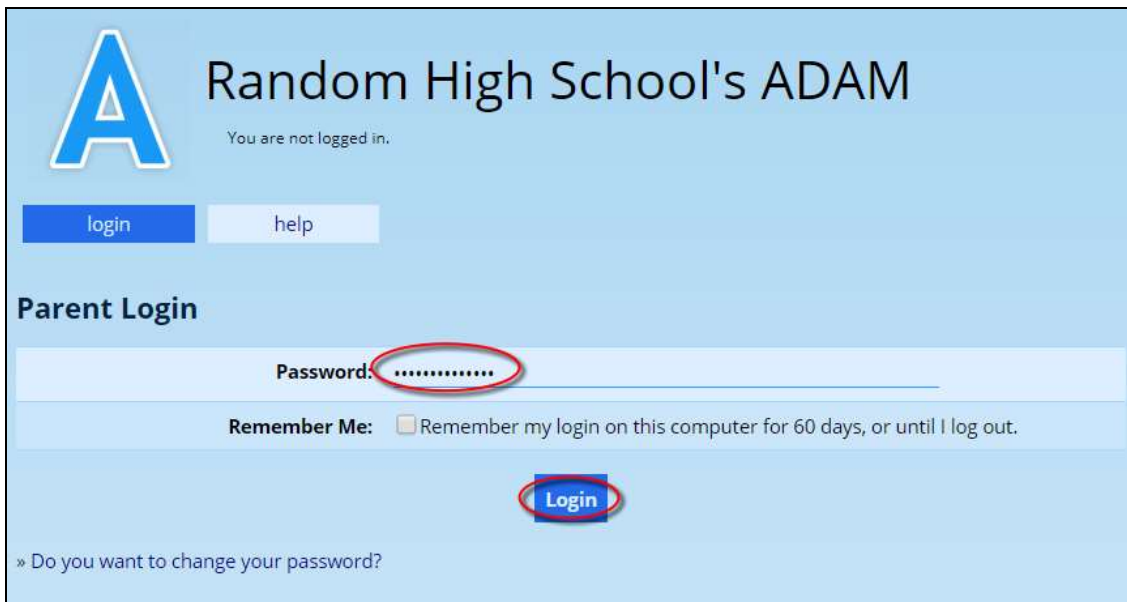 A
Random High School's ADAM
You are not logged in.
login help
Parent Login
Password: ••••••••••••••
Remember Me: Remember my login on this computer for 60 days, or until I log out.
Login
» Do you want to change your password?